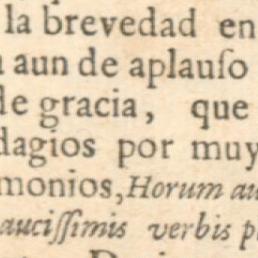 la brevedad en
aun de aplauſo
de gracia, que
dagios por muy
monios, Horum au
auciſſimis verbis p